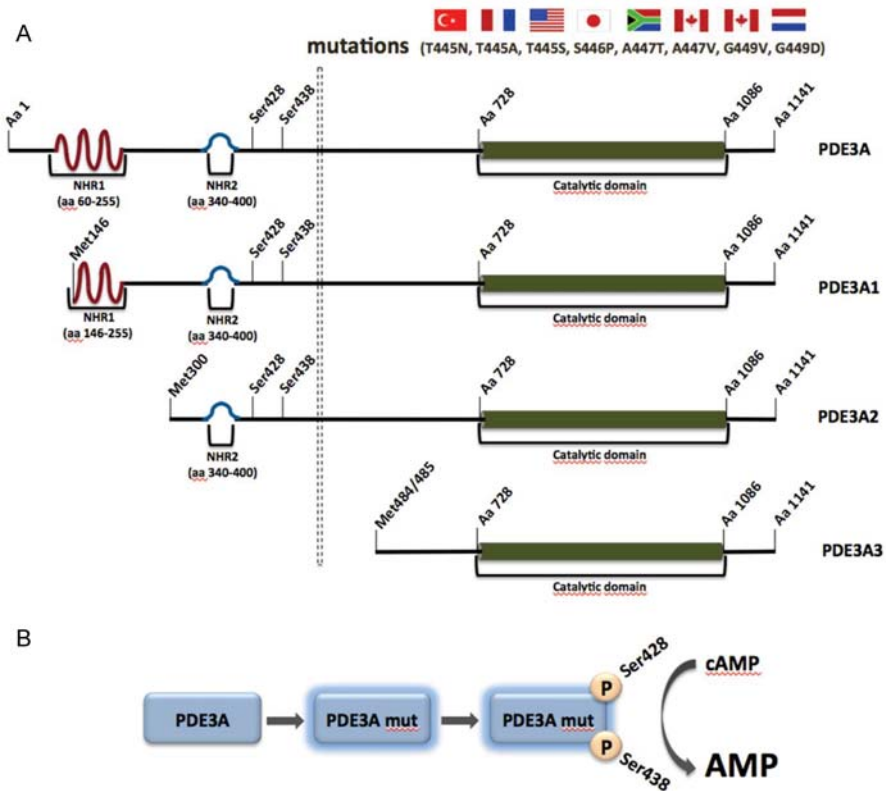 A
mutations (T445N, T445A, T445S, S446P, A447T, A447V, G449V, G449D)
Aa 1
Ser428
Ser438
Aa 728
Aa 1086
Aa 1141
PDE3A
NHR1
(aa 60-255)
NHR2
(aa 340-400)
Catalytic domain
Met146
Ser428
Ser438
Aa 728
Aa 1086
Aa 1141
PDE3A1
NHR1
(aa 146-255)
NHR2
(aa 340-400)
Catalytic domain
Met300
Ser428
Ser438
Aa 728
Aa 1086
Aa 1141
PDE3A2
NHR2
(aa 340-400)
Catalytic domain
Met484/485
Aa 728
Aa 1086
Aa 1141
PDE3A3
Catalytic domain
B
PDE3A
PDE3A mut
PDE3A mut
P
Ser428
P
Ser438
cAMP
AMP